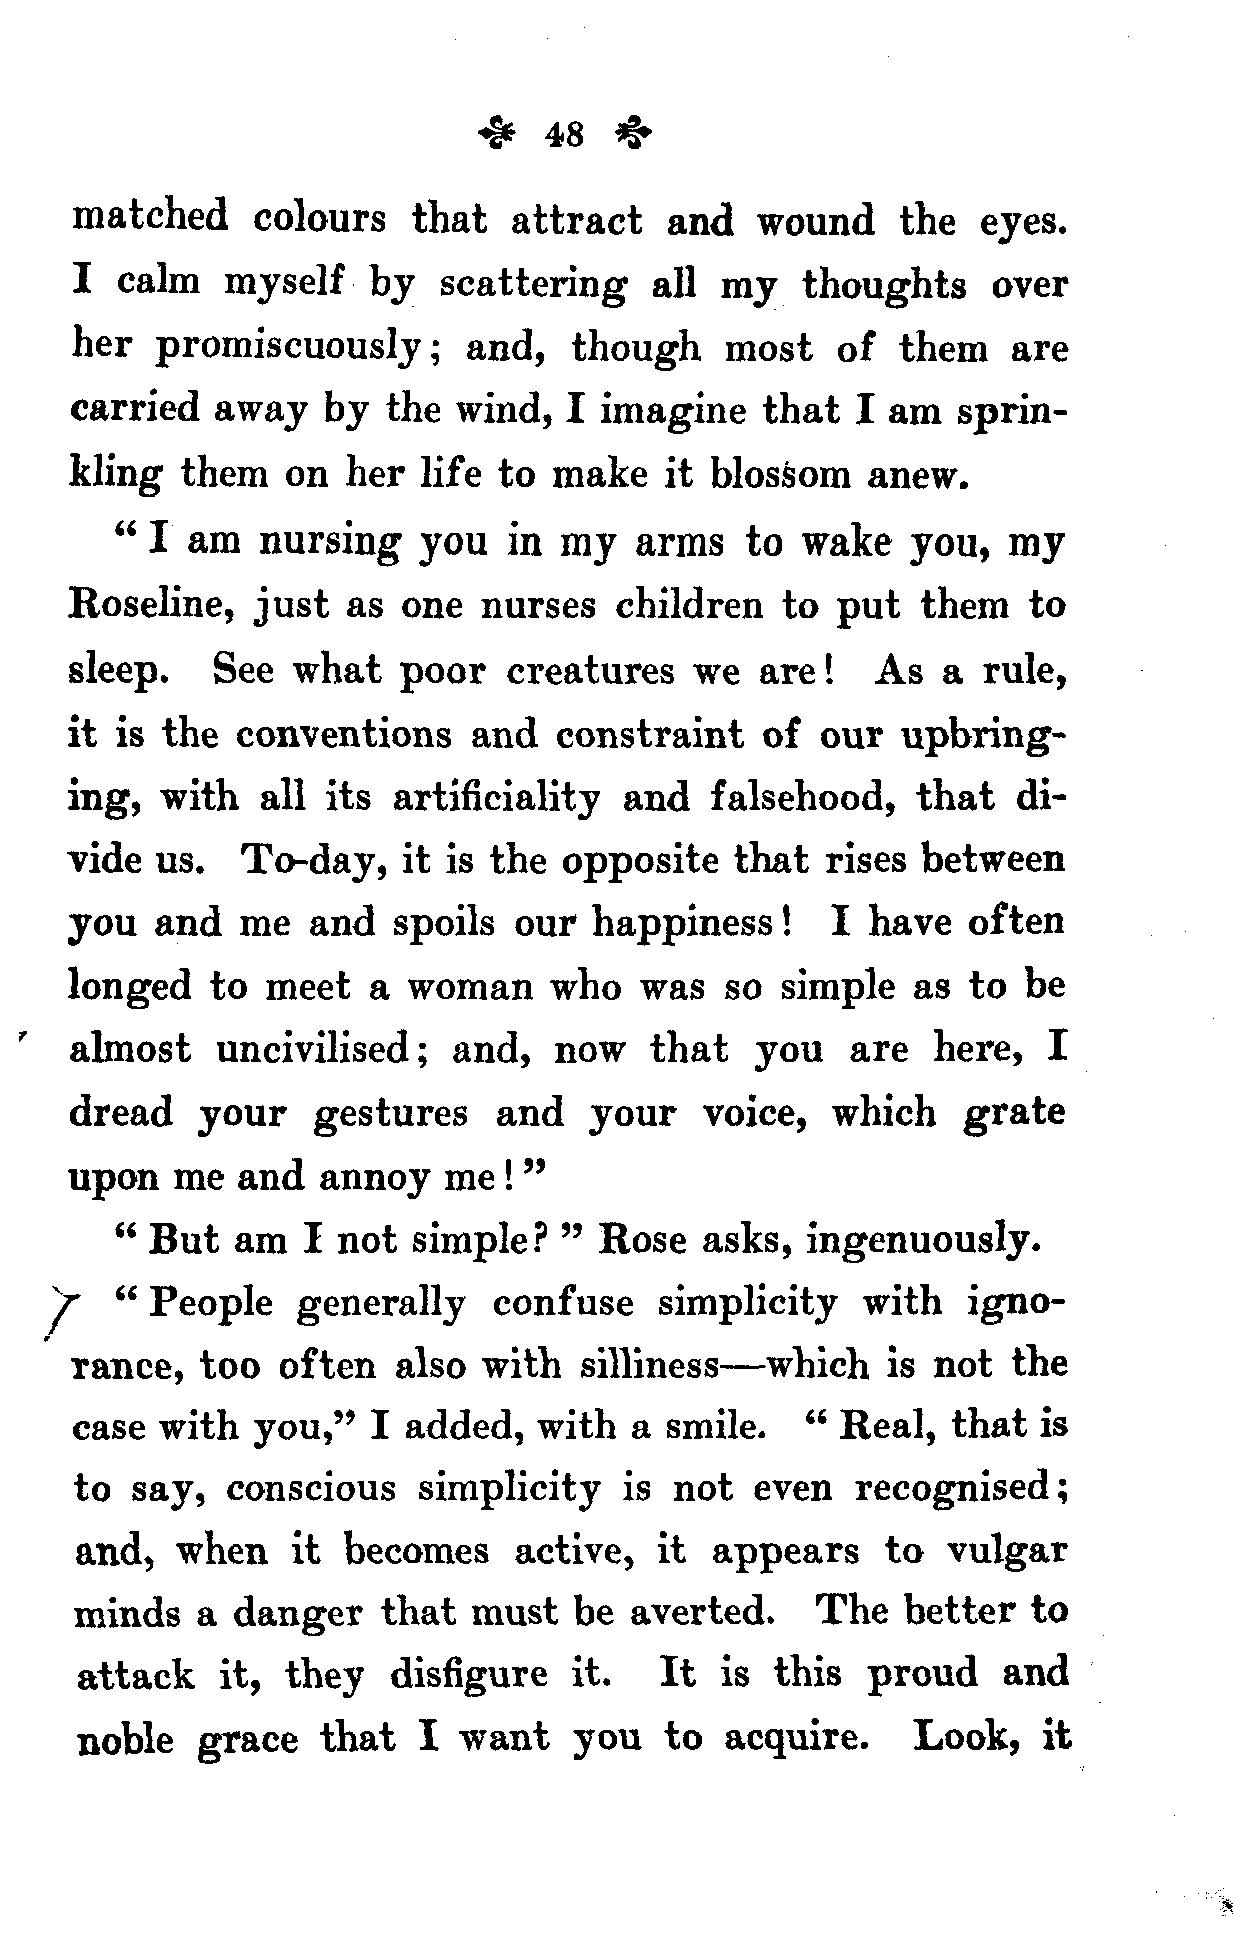 48
matched colours that attract and wound the eyes.
I calm myself by scattering all my thoughts over
her promiscuously; and, though most of them are
carried away by the wind, I imagine that I am sprin-
kling them on her life to make it blossom anew.
“ I am nursing you in my arms to wake you, my
Roseline, just as one nurses children to put them to
sleep. See what poor creatures we are! As a rule,
it is the conventions and constraint of our upbring-
ing, with all its artificiality and falsehood, that di-
vide us. To-day, it is the opposite that rises between
you and me and spoils our happiness! I have often
longed to meet a woman who was so simple as to be
almost uncivilised; and, now that you are here, I
dread your gestures and your voice, which grate
upon me and annoy me! ”
“ But am I not simple? ” Rose asks, ingenuously.
“ People generally confuse simplicity with igno-
rance, too often also with silliness—which is not the
case with you,” I added, with a smile. “ Real, that is
to say, conscious simplicity is not even recognised;
and, when it becomes active, it appears to vulgar
minds a danger that must be averted. The better to
attack it, they disfigure it. It is this proud and
noble grace that I want you to acquire. Look, it